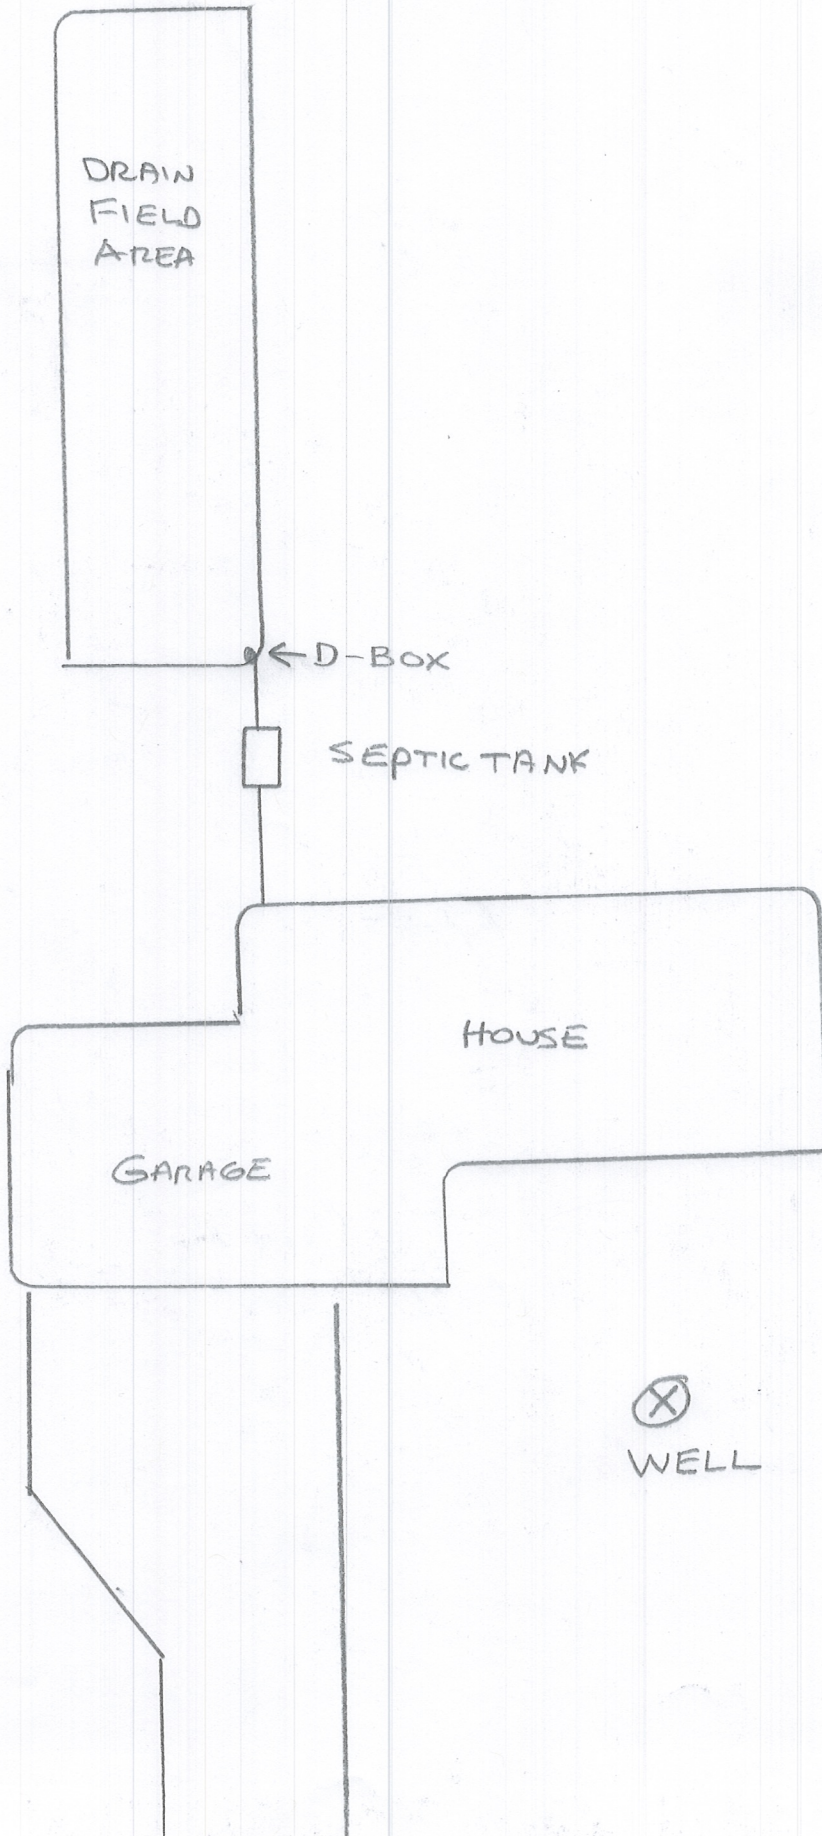 DRAIN
FIELD
AREA
← D-BOX
SEPTIC TANK
HOUSE
GARAGE
X
WELL